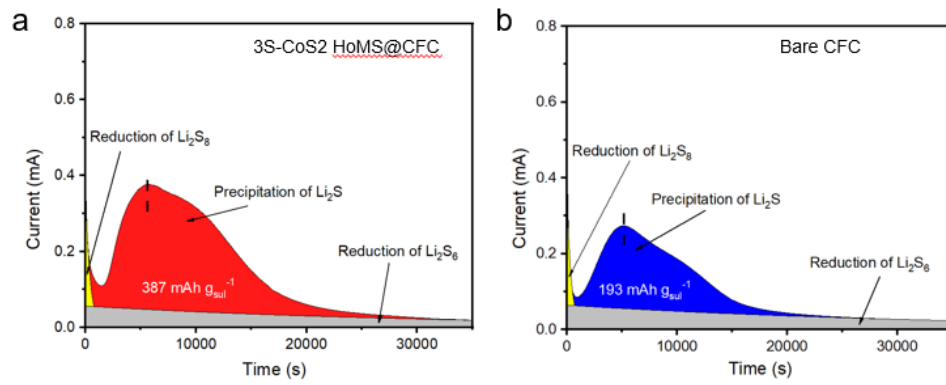 a
3S-CoS2 HoMS@CFC
Reduction of Li₂S₈
Precipitation of Li₂S
Reduction of Li₂S₆
387 mAh gₛᵤₗ⁻¹
Current (mA)
0.8
0.6
0.4
0.2
0.0
0
10000
20000
30000
Time (s)
b
Bare CFC
Reduction of Li₂S₈
Precipitation of Li₂S
Reduction of Li₂S₆
193 mAh gₛᵤₗ⁻¹
Current (mA)
0.8
0.6
0.4
0.2
0.0
0
10000
20000
30000
Time (s)